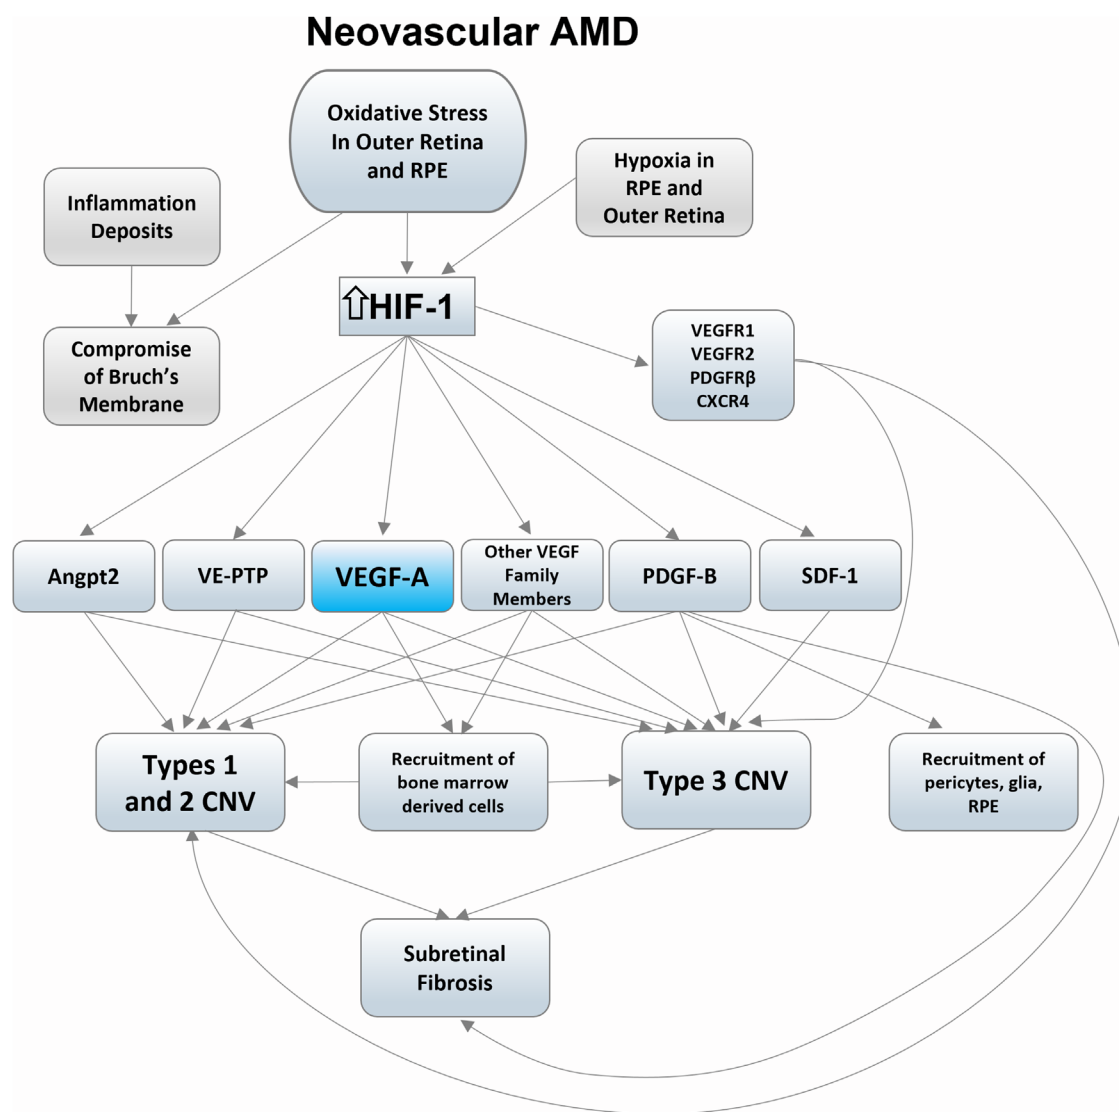 Neovascular AMD
Oxidative Stress
In Outer Retina
and RPE
Hypoxia in
RPE and
Outer Retina
Inflammation
Deposits
⇧HIF-1
VEGFR1
VEGFR2
PDGFRβ
CXCR4
Compromise
of Bruch's
Membrane
Angpt2
VE-PTP
VEGF-A
Other VEGF
Family
Members
PDGF-B
SDF-1
Types 1
and 2 CNV
Recruitment of
bone marrow
derived cells
Type 3 CNV
Recruitment of
pericytes, glia,
RPE
Subretinal
Fibrosis